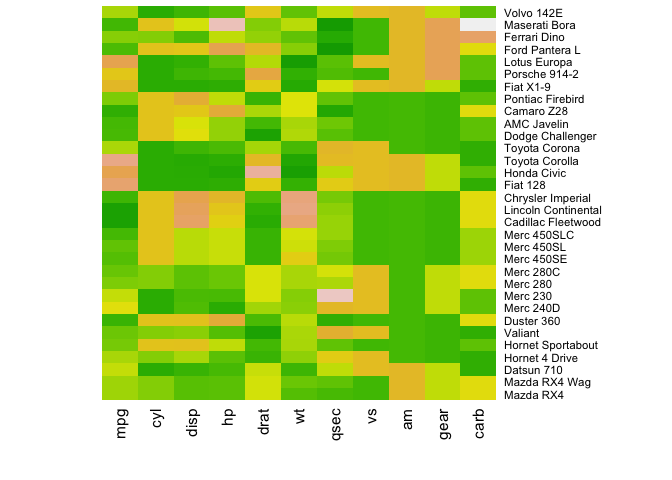 Volvo 142E
Maserati Bora
Ferrari Dino
Ford Pantera L
Lotus Europa
Porsche 914-2
Fiat X1-9
Pontiac Firebird
Camaro Z28
AMC Javelin
Dodge Challenger
Toyota Corona
Toyota Corolla
Honda Civic
Fiat 128
Chrysler Imperial
Lincoln Continental
Cadillac Fleetwood
Merc 450SLC
Merc 450SL
Merc 450SE
Merc 280C
Merc 280
Merc 230
Merc 240D
Duster 360
Valiant
Hornet Sportabout
Hornet 4 Drive
Datsun 710
Mazda RX4 Wag
Mazda RX4
mpg
cyl
disp
hp
drat
wt
qsec
vs
am
gear
carb